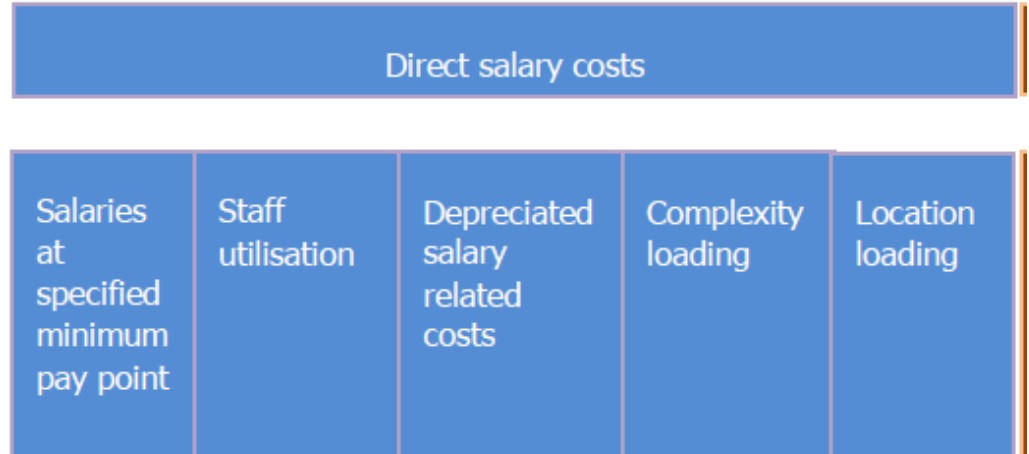 Direct salary costs
Salaries
at
specified
minimum
pay point
Staff
utilisation
Depreciated
salary
related
costs
Complexity
loading
Location
loading